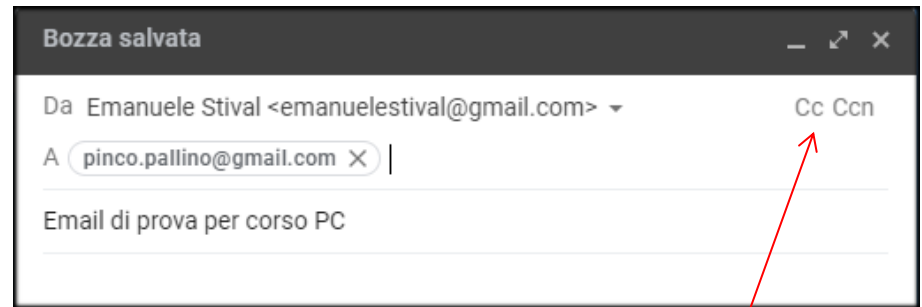 Bozza salvata
Da Emanuele Stival <emanuelestival@gmail.com> Cc Ccn
A pinco.pallino@gmail.com
Email di prova per corso PC